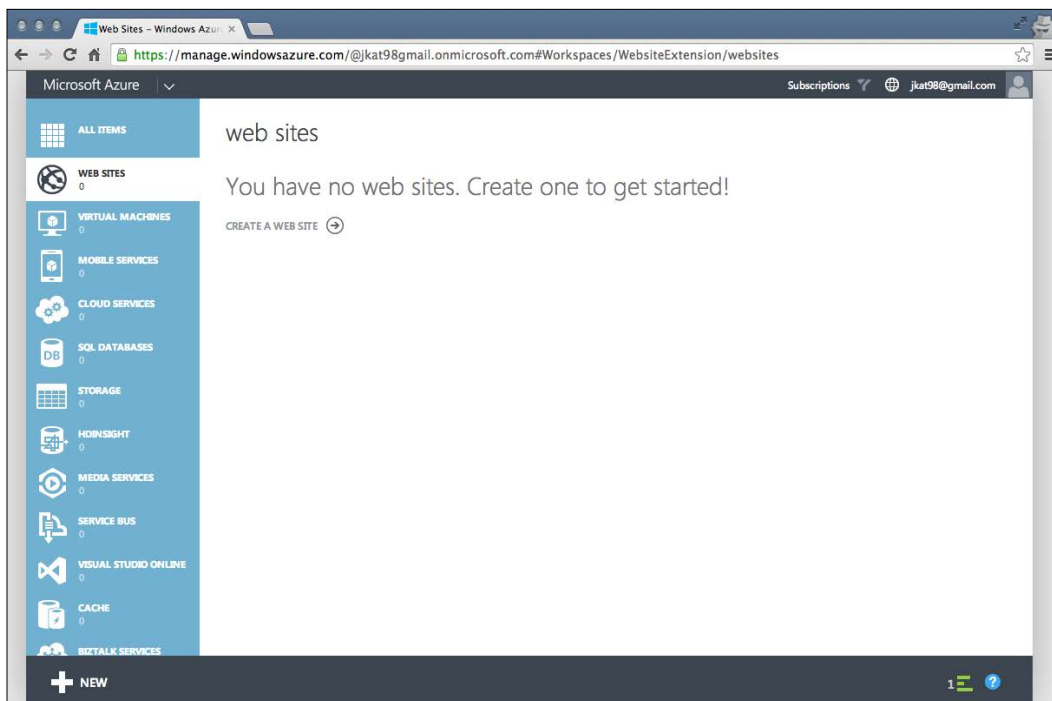 Web Sites – Windows Azur
https://manage.windowsazure.com/@jkat98gmail.onmicrosoft.com#Workspaces/WebsiteExtension/websites
Microsoft Azure
Subscriptions
jkat98@gmail.com
ALL ITEMS
WEB SITES
0
VIRTUAL MACHINES
0
MOBILE SERVICES
0
CLOUD SERVICES
0
DB
SQL DATABASES
0
STORAGE
0
HDINSIGHT
0
MEDIA SERVICES
0
SERVICE BUS
0
VISUAL STUDIO ONLINE
0
CACHE
0
BIZTALK SERVICES
web sites
You have no web sites. Create one to get started!
CREATE A WEB SITE
NEW
1
?